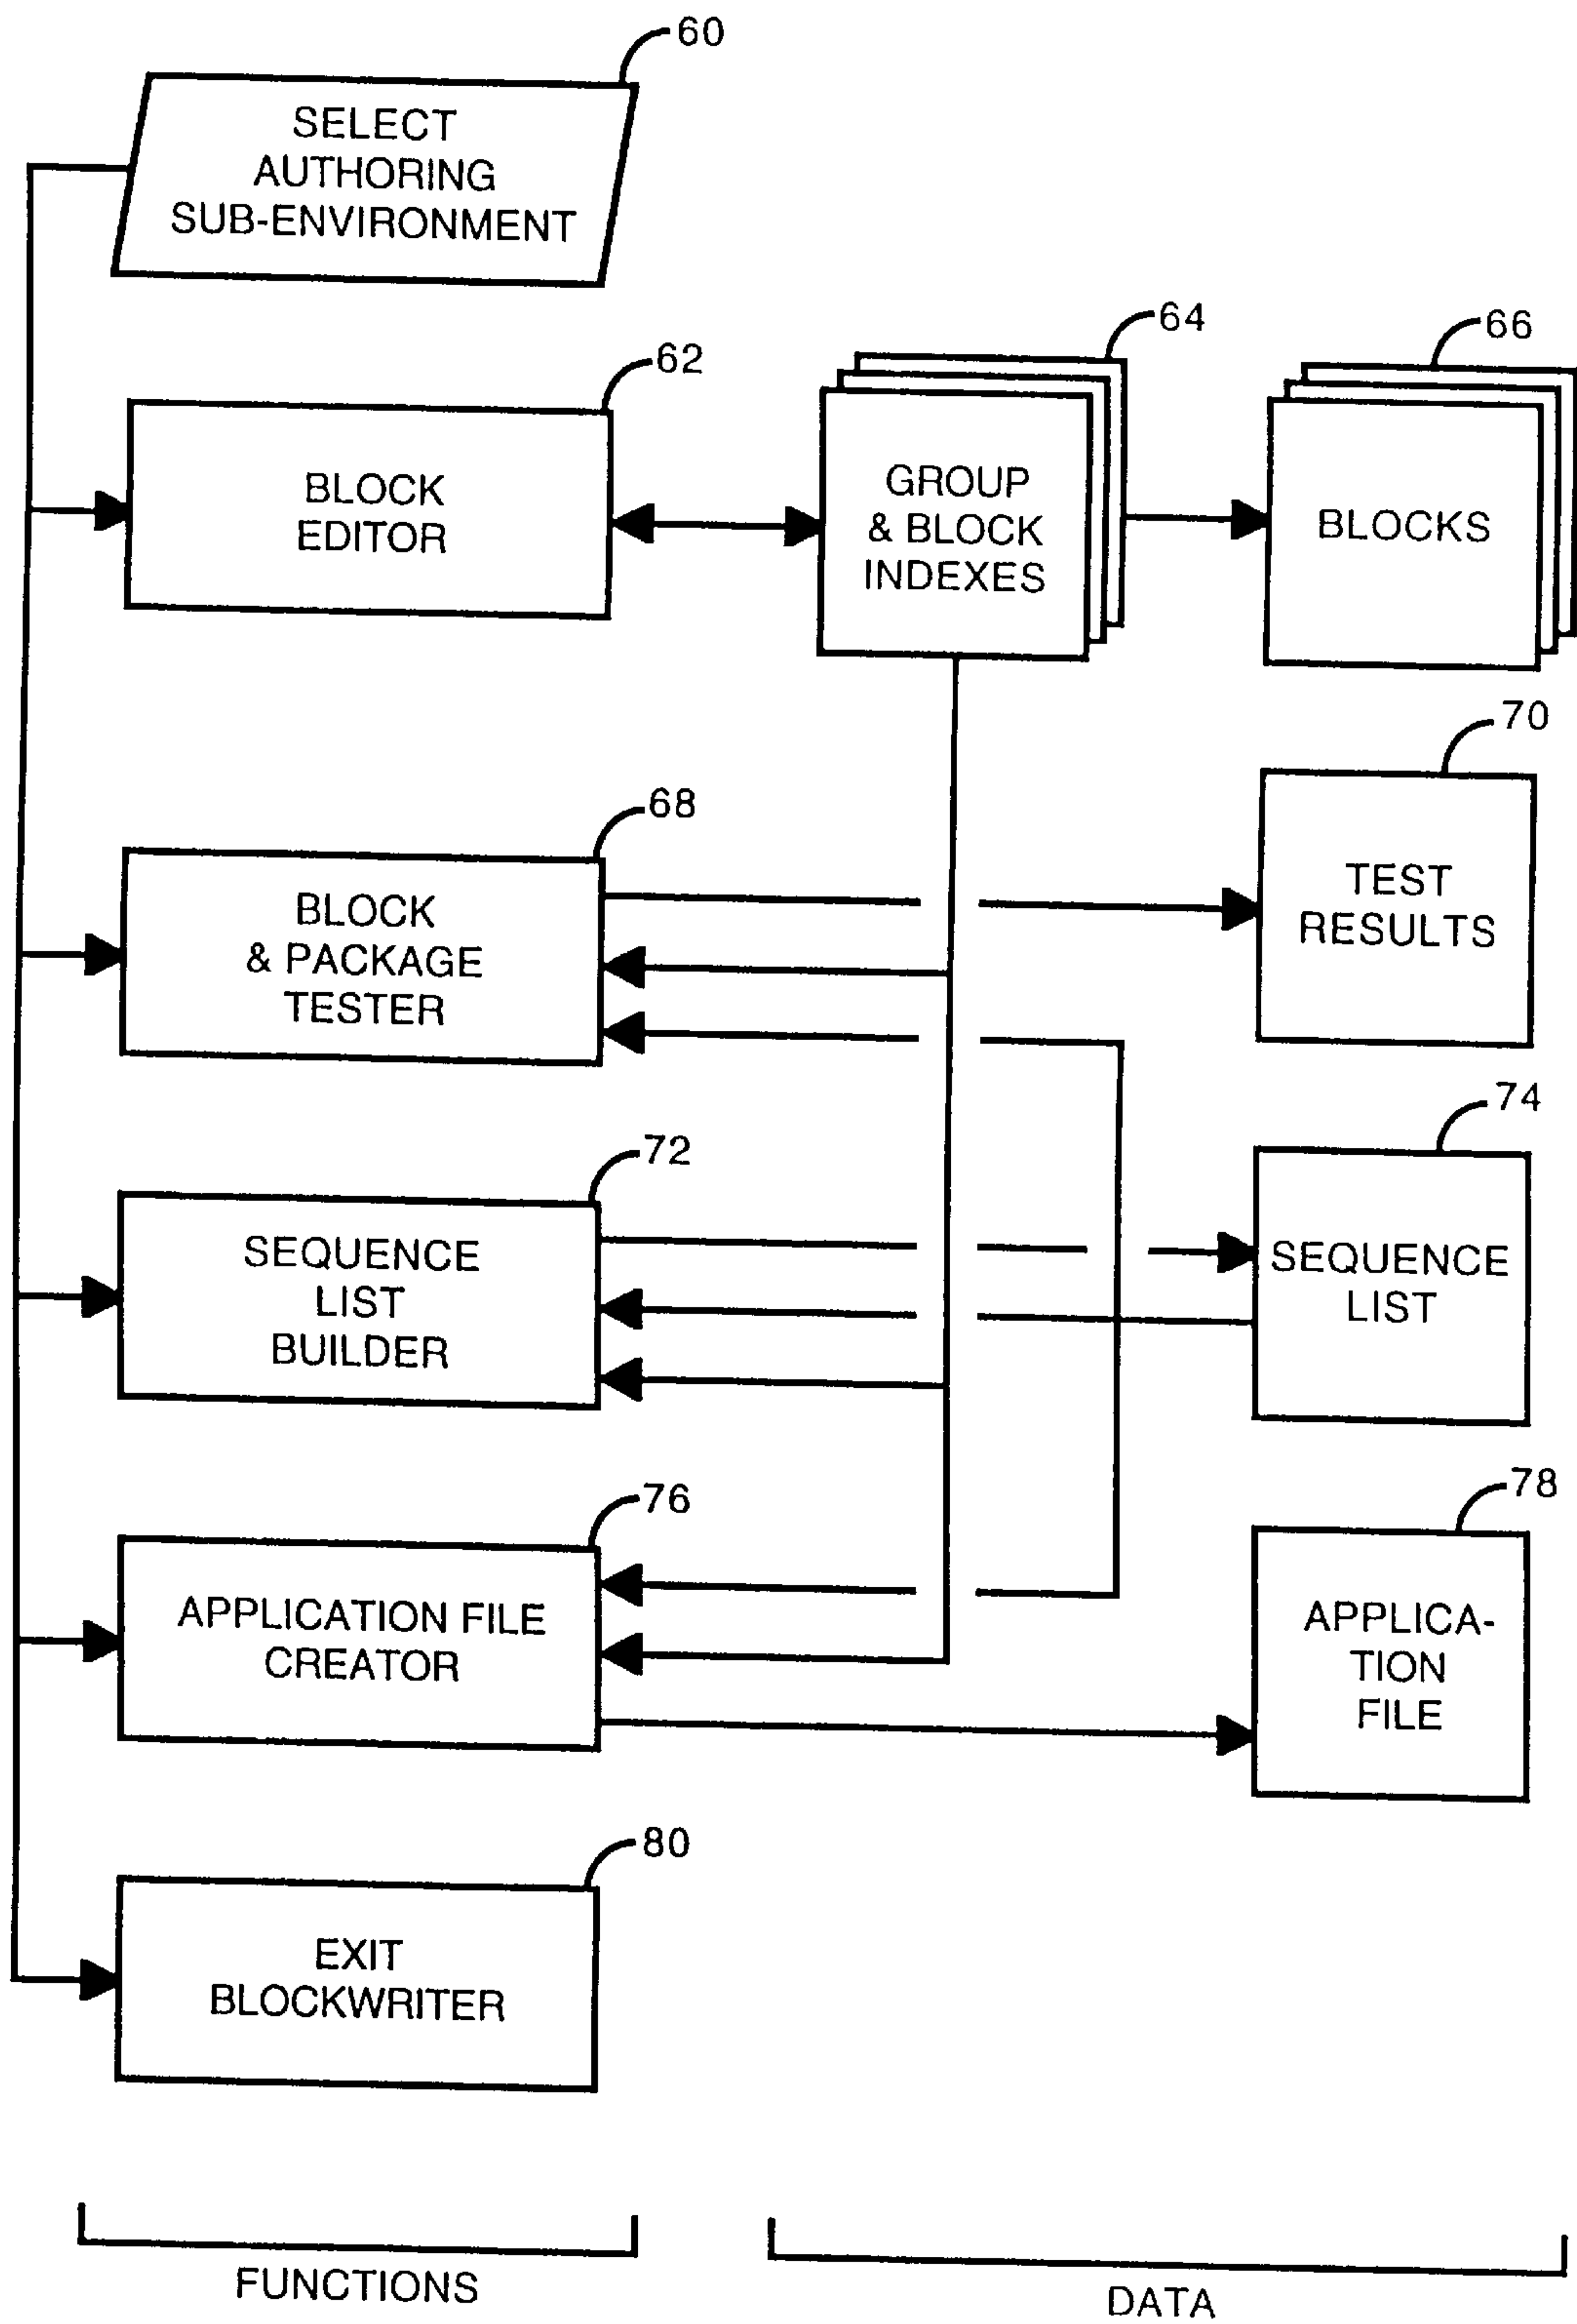 60
SELECT
AUTHORING
SUB-ENVIRONMENT
62
BLOCK
EDITOR
64
GROUP
& BLOCK
INDEXES
66
BLOCKS
68
BLOCK
& PACKAGE
TESTER
70
TEST
RESULTS
72
SEQUENCE
LIST
BUILDER
74
SEQUENCE
LIST
76
APPLICATION FILE
CREATOR
78
APPLICA-
TION
FILE
80
EXIT
BLOCKWRITER
FUNCTIONS
DATA